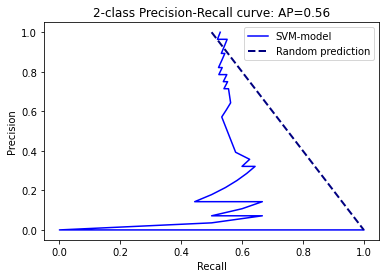 2-class Precision-Recall curve: AP=0.56
SVM-model
Random prediction
Precision
1.0
0.8
0.6
0.4
0.2
0.0
0.0 0.2 0.4 0.6 0.8 1.0
Recall